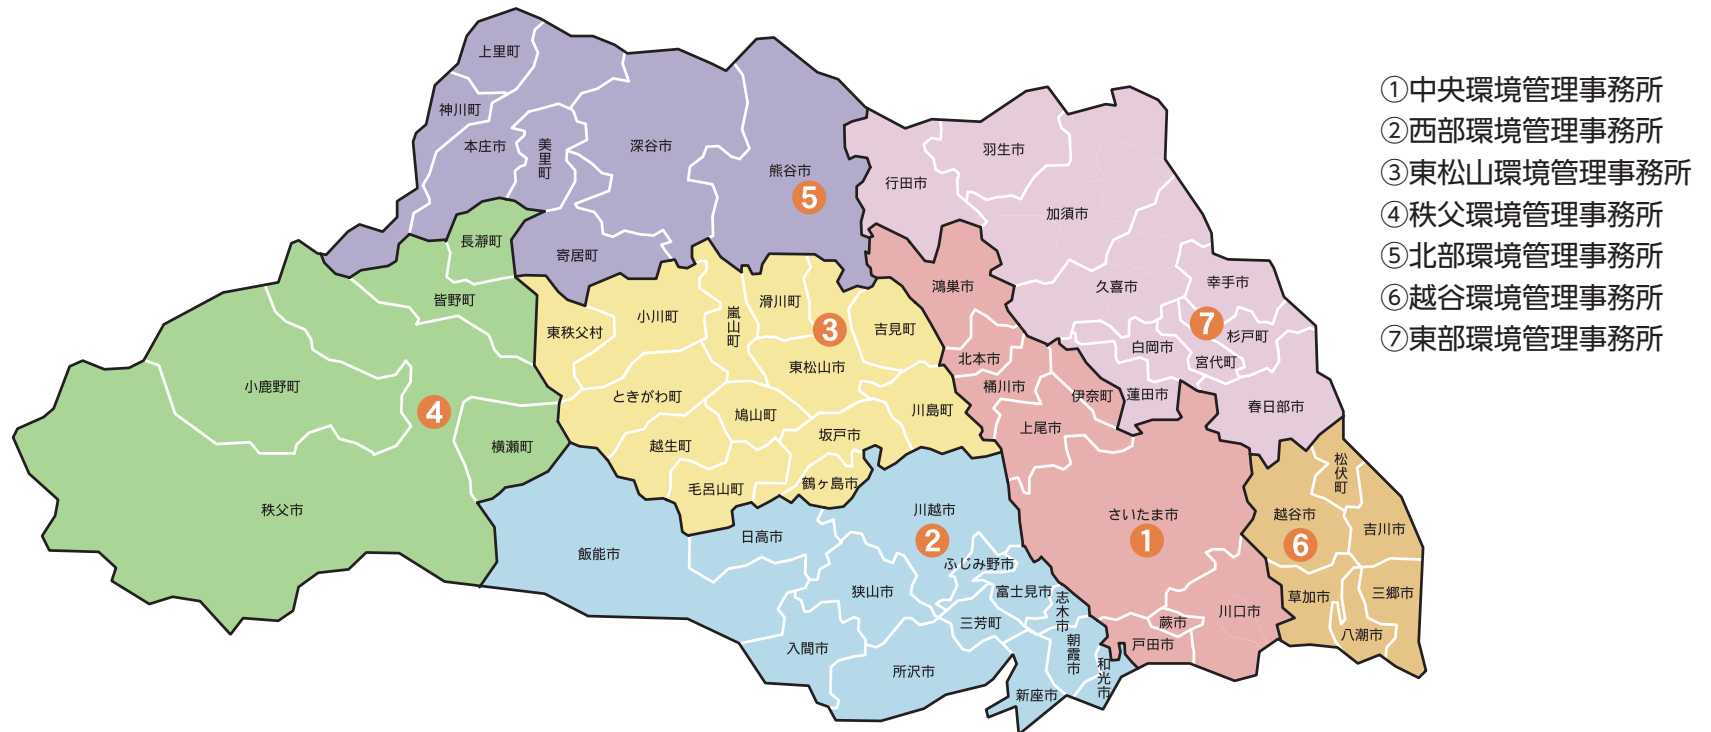 上里町
神川町
本庄市
美里町
深谷市
熊谷市
5
寄居町
長瀞町
皆野町
小鹿野町
4
横瀬町
秩父市
東秩父村
小川町
嵐山町
滑川町
3
吉見町
東松山市
ときがわ町
鳩山町
川島町
越生町
坂戸市
毛呂山町
鶴ヶ島市
羽生市
行田市
加須市
久喜市
幸手市
7
杉戸町
白岡市
宮代町
蓮田市
春日部市
鴻巣市
北本市
桶川市
伊奈町
上尾市
さいたま市
1
川口市
蕨市
戸田市
飯能市
日高市
川越市
2
ふじみ野市
狭山市
富士見市
志木市
三芳町
入間市
所沢市
朝霞市
和光市
新座市
松伏町
越谷市
6
吉川市
草加市
三郷市
八潮市
①中央環境管理事務所
②西部環境管理事務所
③東松山環境管理事務所
④秩父環境管理事務所
⑤北部環境管理事務所
⑥越谷環境管理事務所
⑦東部環境管理事務所